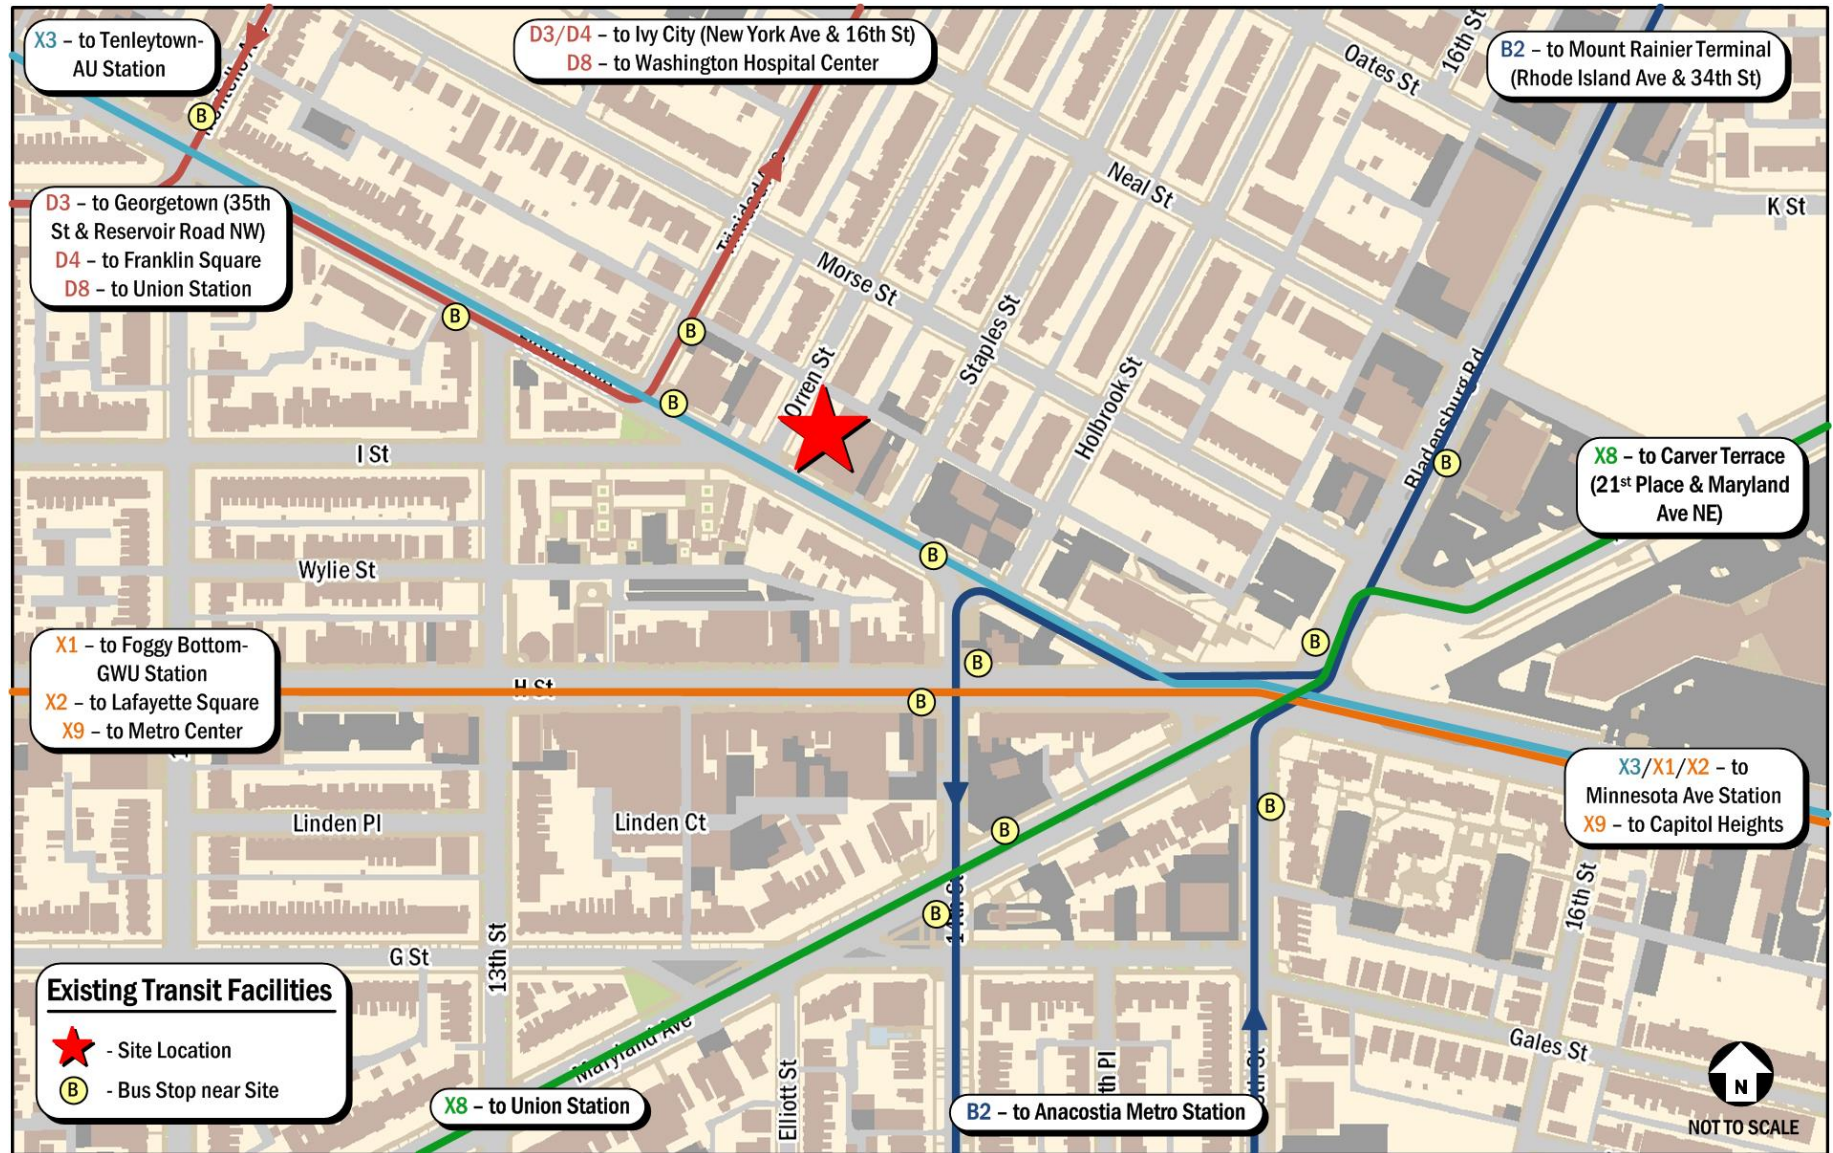 X3 – to Tenleytown-
AU Station
D3/D4 – to Ivy City (New York Ave & 16th St)
D8 – to Washington Hospital Center
B2 – to Mount Rainier Terminal
(Rhode Island Ave & 34th St)
16th St
Oates St
B
D3 – to Georgetown (35th
St & Reservoir Road NW)
D4 – to Franklin Square
D8 – to Union Station
Neal St
K St
Morse St
B
B
Staples St
Orren St
Holbrook St
Bladensburg Rd
B
I St
B
X8 – to Carver Terrace
(21st Place & Maryland
Ave NE)
Wylie St
B
X1 – to Foggy Bottom-
GWU Station
X2 – to Lafayette Square
X9 – to Metro Center
B
B
H St
B
X3/X1/X2 – to
Minnesota Ave Station
X9 – to Capitol Heights
B
Linden Pl
Linden Ct
B
B
14th St
16th St
G St
13th St
Existing Transit Facilities
- Site Location
B - Bus Stop near Site
Maryland Ave
Gales St
Elliott St
X8 – to Union Station
B2 – to Anacostia Metro Station
N
NOT TO SCALE